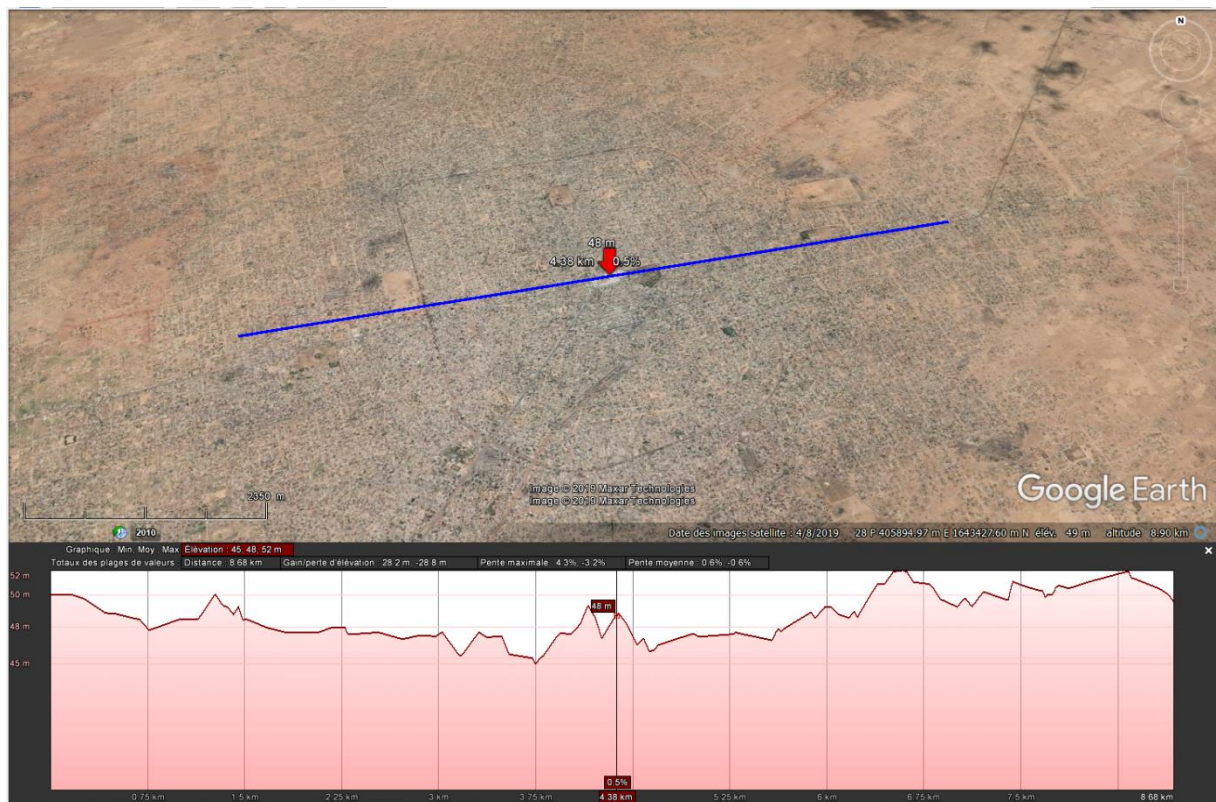 N
48 m
4.38 km 0.5%
2350 m
Image © 2019 Maxar Technologies
Image © 2019 Maxar Technologies
Google Earth
2010
Date des images satellite : 4/8/2019 28 P 405894.97 m E 1643427.60 m N élév. 49 m altitude 8.90 km
Graphique : Min, Moy, Max Élévation : 45, 48, 52 m
Totaux des plages de valeurs Distance : 8.68 km Gain/perte d'élévation : 28.2 m, -28.8 m Pente maximale : 4.3%, -3.2% Pente moyenne : 0.6%, -0.6%
52 m
50 m
48 m
48 m
45 m
0.5%
0.75 km 1.5 km 2.25 km 3 km 3.75 km 4.38 km 5.25 km 6 km 6.75 km 7.5 km 8.68 km